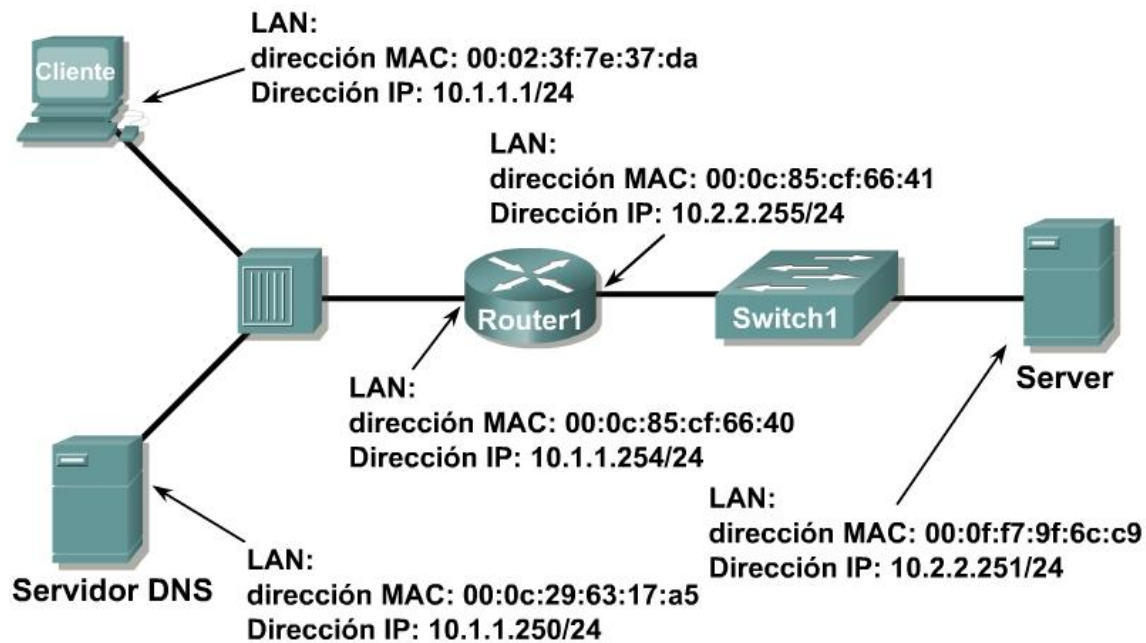 LAN:
dirección MAC: 00:02:3f:7e:37:da
Dirección IP: 10.1.1.1/24
Cliente
LAN:
dirección MAC: 00:0c:85:cf:66:41
Dirección IP: 10.2.2.255/24
Router1
Switch1
Server
LAN:
dirección MAC: 00:0c:85:cf:66:40
Dirección IP: 10.1.1.254/24
LAN:
dirección MAC: 00:0f:f7:9f:6c:c9
Dirección IP: 10.2.2.251/24
Servidor DNS
LAN:
dirección MAC: 00:0c:29:63:17:a5
Dirección IP: 10.1.1.250/24